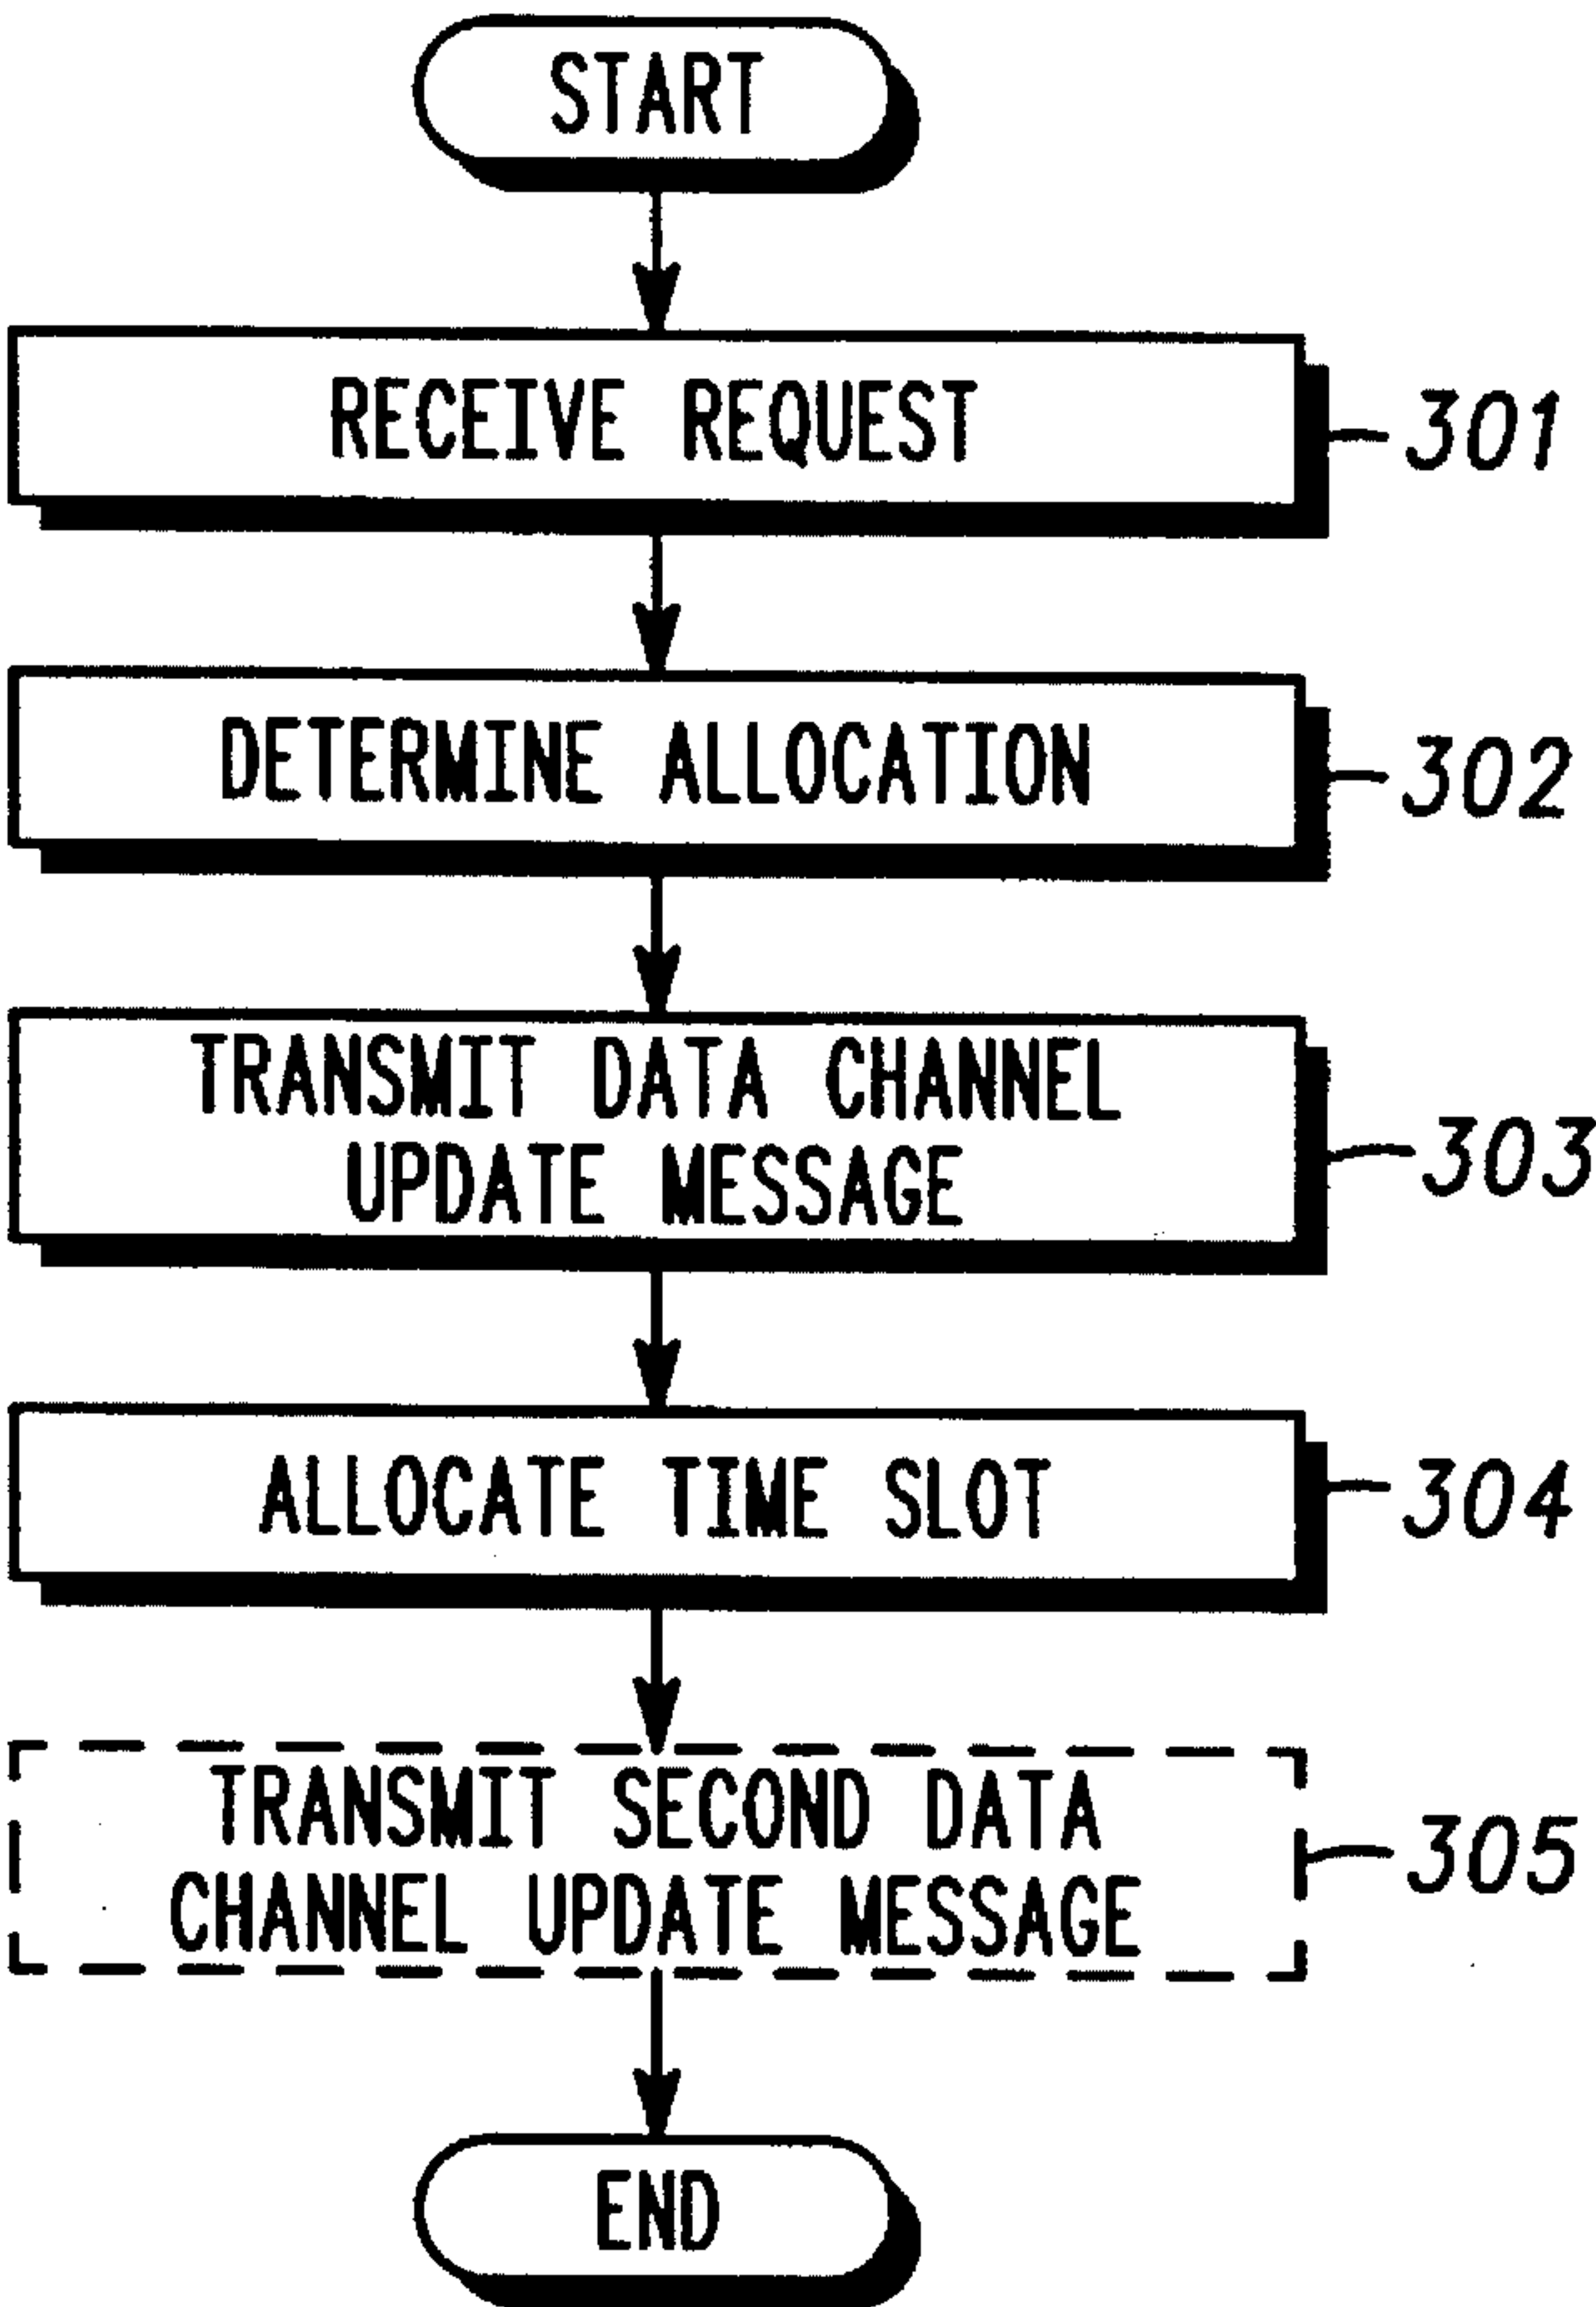 START
RECEIVE REQUEST
301
DETERMINE ALLOCATION
302
TRANSMIT DATA CHANNEL
UPDATE MESSAGE
303
ALLOCATE TIME SLOT
304
TRANSMIT SECOND DATA
CHANNEL UPDATE MESSAGE
305
END